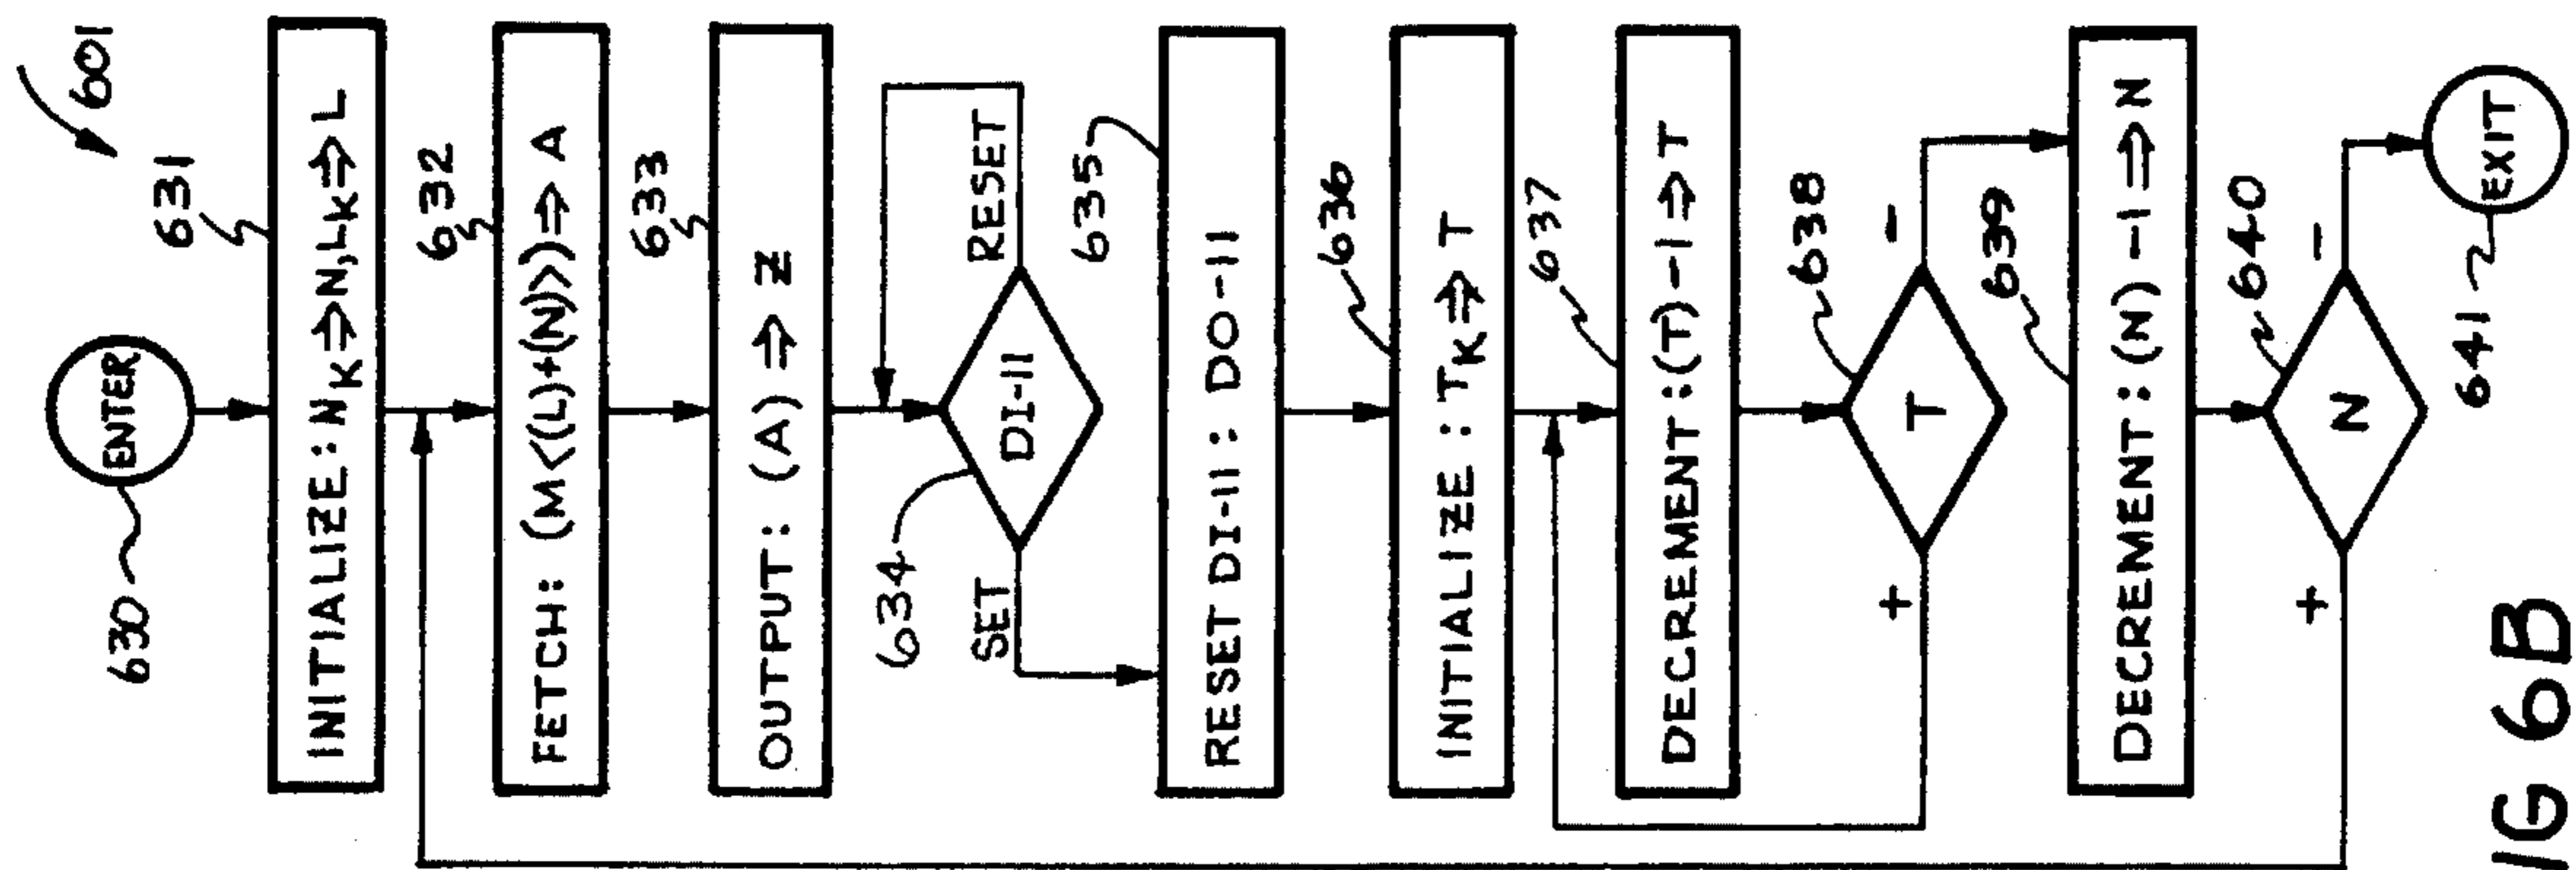 601
ENTER
630
631
INITIALIZE: NK⇒N, LK⇒L
632
FETCH: (M<(L)+(N)>)⇒A
633
OUTPUT: (A)⇒Z
634
DI-11
SET
RESET
635
RESET DI-11: DO-11
636
INITIALIZE: TK⇒T
637
DECREMENT: (T)-1⇒T
638
T
+
-
639
DECREMENT: (N)-1⇒N
640
N
+
-
641
EXIT
IG 6B